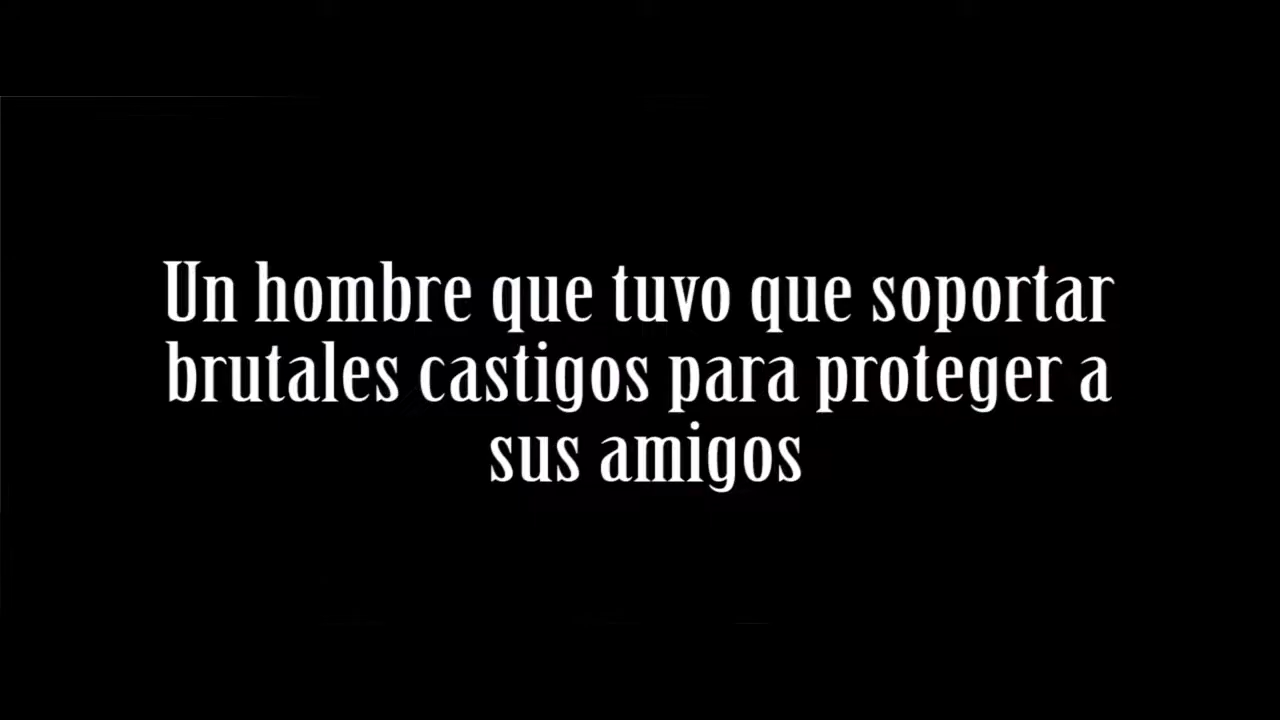 Un hombre que tuvo que soportar
brutales castigos para proteger a
sus amigos